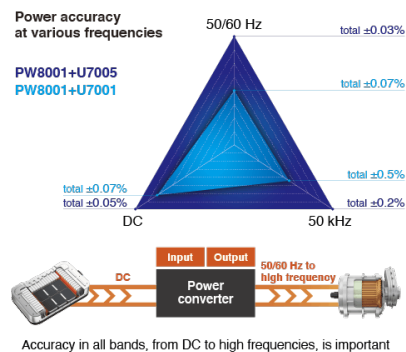 Power accuracy
at various frequencies
50/60 Hz
total ±0.03%
PW8001+U7005
PW8001+U7001
total ±0.07%
total ±0.5%
total ±0.07%
total ±0.05%
total ±0.2%
DC
50 kHz
Input
Output
DC
Power
converter
50/60 Hz to
high frequency
Accuracy in all bands, from DC to high frequencies, is important